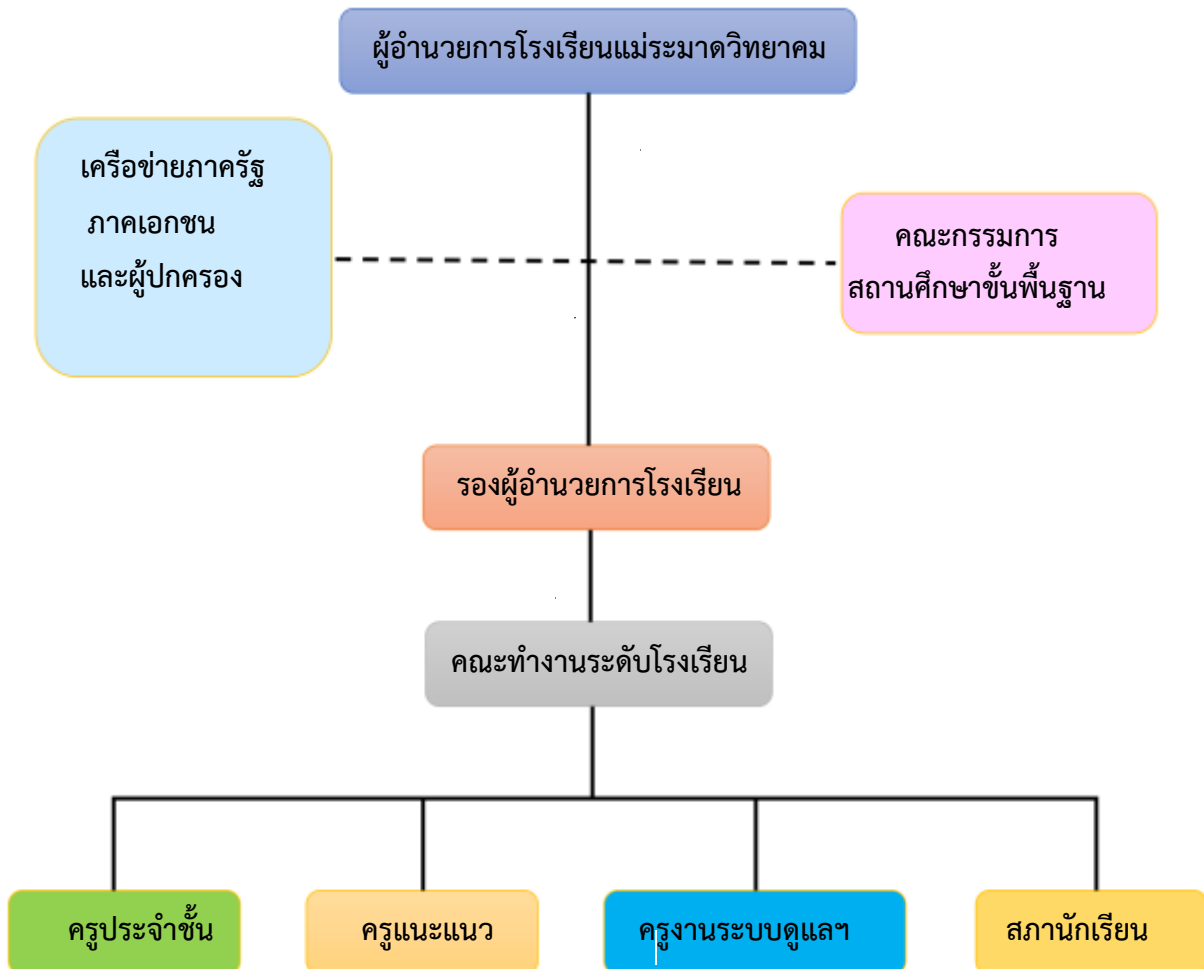 ผู้อำนวยการโรงเรียนแม่ระมาดวิทยาคม
เครือข่ายภาครัฐ
ภาคเอกชน
และผู้ปกครอง
คณะกรรมการ
สถานศึกษาขั้นพื้นฐาน
รองผู้อำนวยการโรงเรียน
คณะทำงานระดับโรงเรียน
ครูประจำชั้น
ครูแนะแนว
ครูงานระบบดูแลฯ
สภานักเรียน